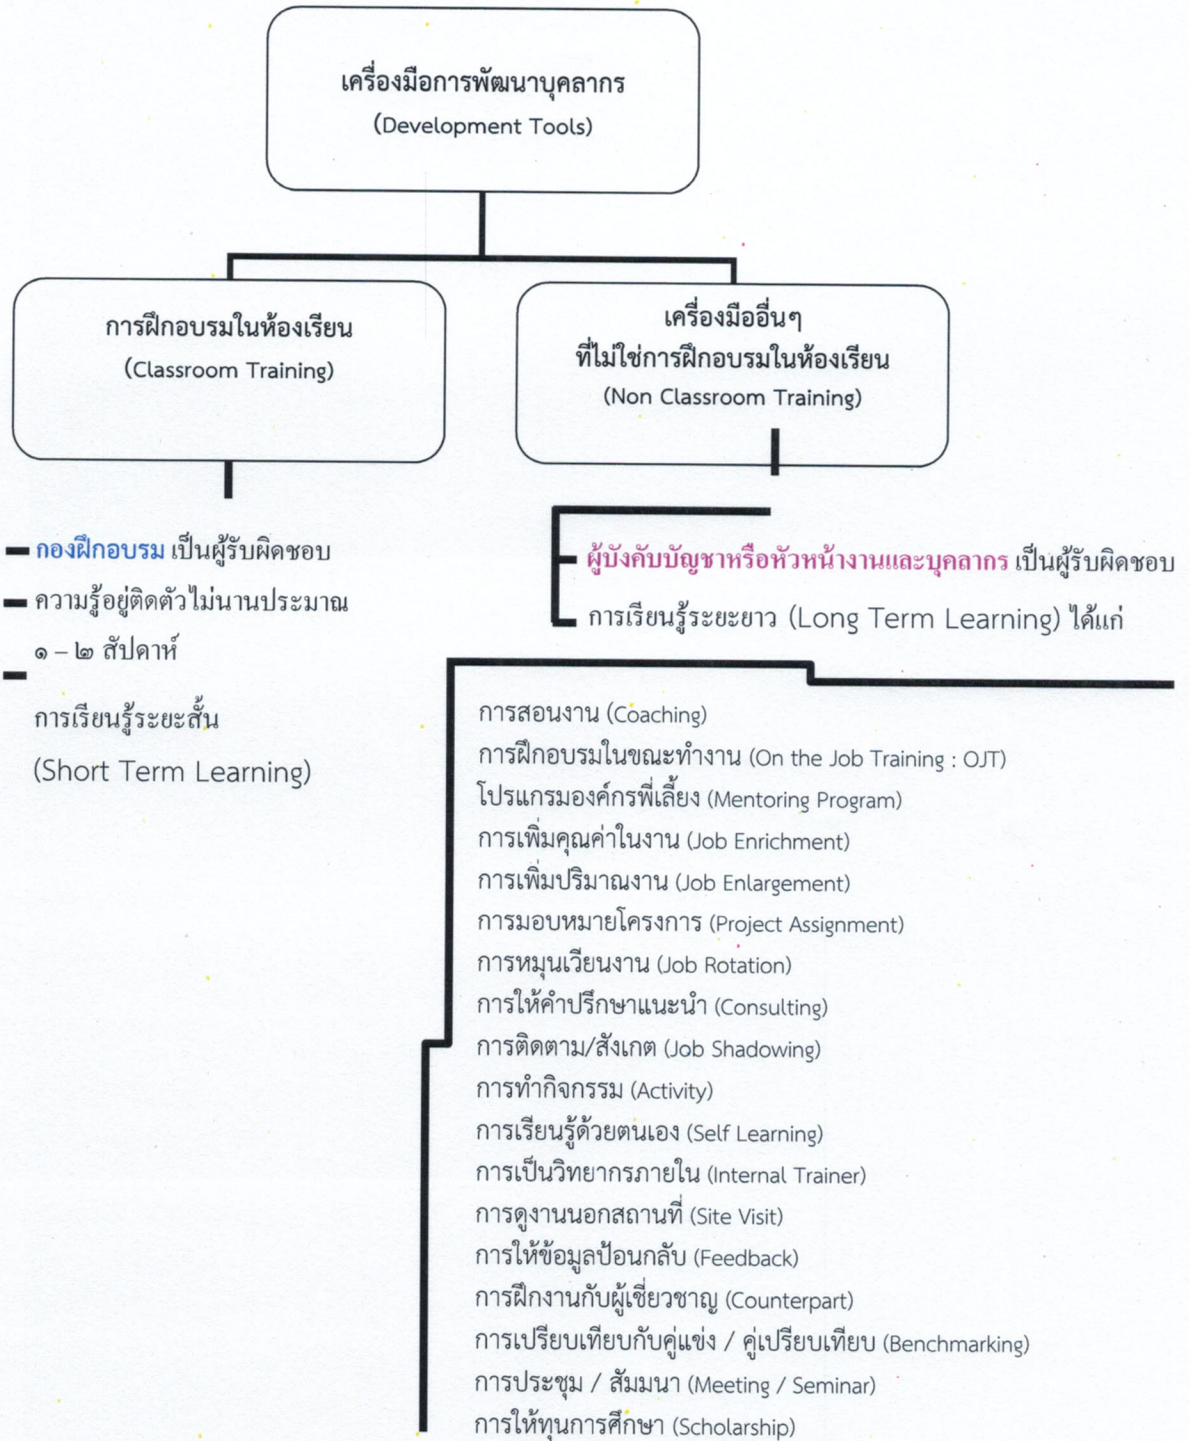 เครื่องมือการพัฒนาบุคลากร
(Development Tools)
การฝึกอบรมในห้องเรียน
(Classroom Training)
เครื่องมืออื่นๆ
ที่ไม่ใช่การฝึกอบรมในห้องเรียน
(Non Classroom Training)
กองฝึกอบรม เป็นผู้รับผิดชอบ
ความรู้อยู่ติดตัวไม่นานประมาณ
๑ – ๒ สัปดาห์
การเรียนรู้ระยะสั้น
(Short Term Learning)
ผู้บังคับบัญชาหรือหัวหน้างานและบุคลากร เป็นผู้รับผิดชอบ
การเรียนรู้ระยะยาว (Long Term Learning) ได้แก่
การสอนงาน (Coaching)
การฝึกอบรมในขณะทำงาน (On the Job Training : OJT)
โปรแกรมองค์กรพี่เลี้ยง (Mentoring Program)
การเพิ่มคุณค่าในงาน (Job Enrichment)
การเพิ่มปริมาณงาน (Job Enlargement)
การมอบหมายโครงการ (Project Assignment)
การหมุนเวียนงาน (Job Rotation)
การให้คำปรึกษาแนะนำ (Consulting)
การติดตาม/สังเกต (Job Shadowing)
การทำกิจกรรม (Activity)
การเรียนรู้ด้วยตนเอง (Self Learning)
การเป็นวิทยากรภายใน (Internal Trainer)
การดูงานนอกสถานที่ (Site Visit)
การให้ข้อมูลป้อนกลับ (Feedback)
การฝึกงานกับผู้เชี่ยวชาญ (Counterpart)
การเปรียบเทียบกับคู่แข่ง / คู่เปรียบเทียบ (Benchmarking)
การประชุม / สัมมนา (Meeting / Seminar)
การให้ทุนการศึกษา (Scholarship)